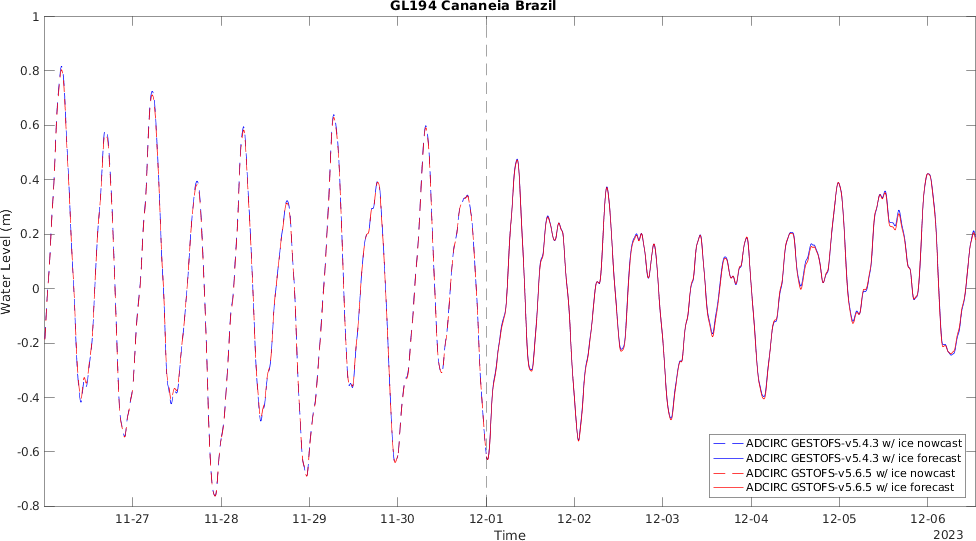 GL194 Cananeia Brazil
1
0.8
0.6
0.4
0.2
0
-0.2
-0.4
-0.6
-0.8
Water Level (m)
ADCIRC GESTOFS-v5.4.3 w/ ice nowcast
ADCIRC GESTOFS-v5.4.3 w/ ice forecast
ADCIRC GSTOFS-v5.6.5 w/ ice nowcast
ADCIRC GSTOFS-v5.6.5 w/ ice forecast
11-27 11-28 11-29 11-30 12-01 12-02 12-03 12-04 12-05 12-06
Time
2023